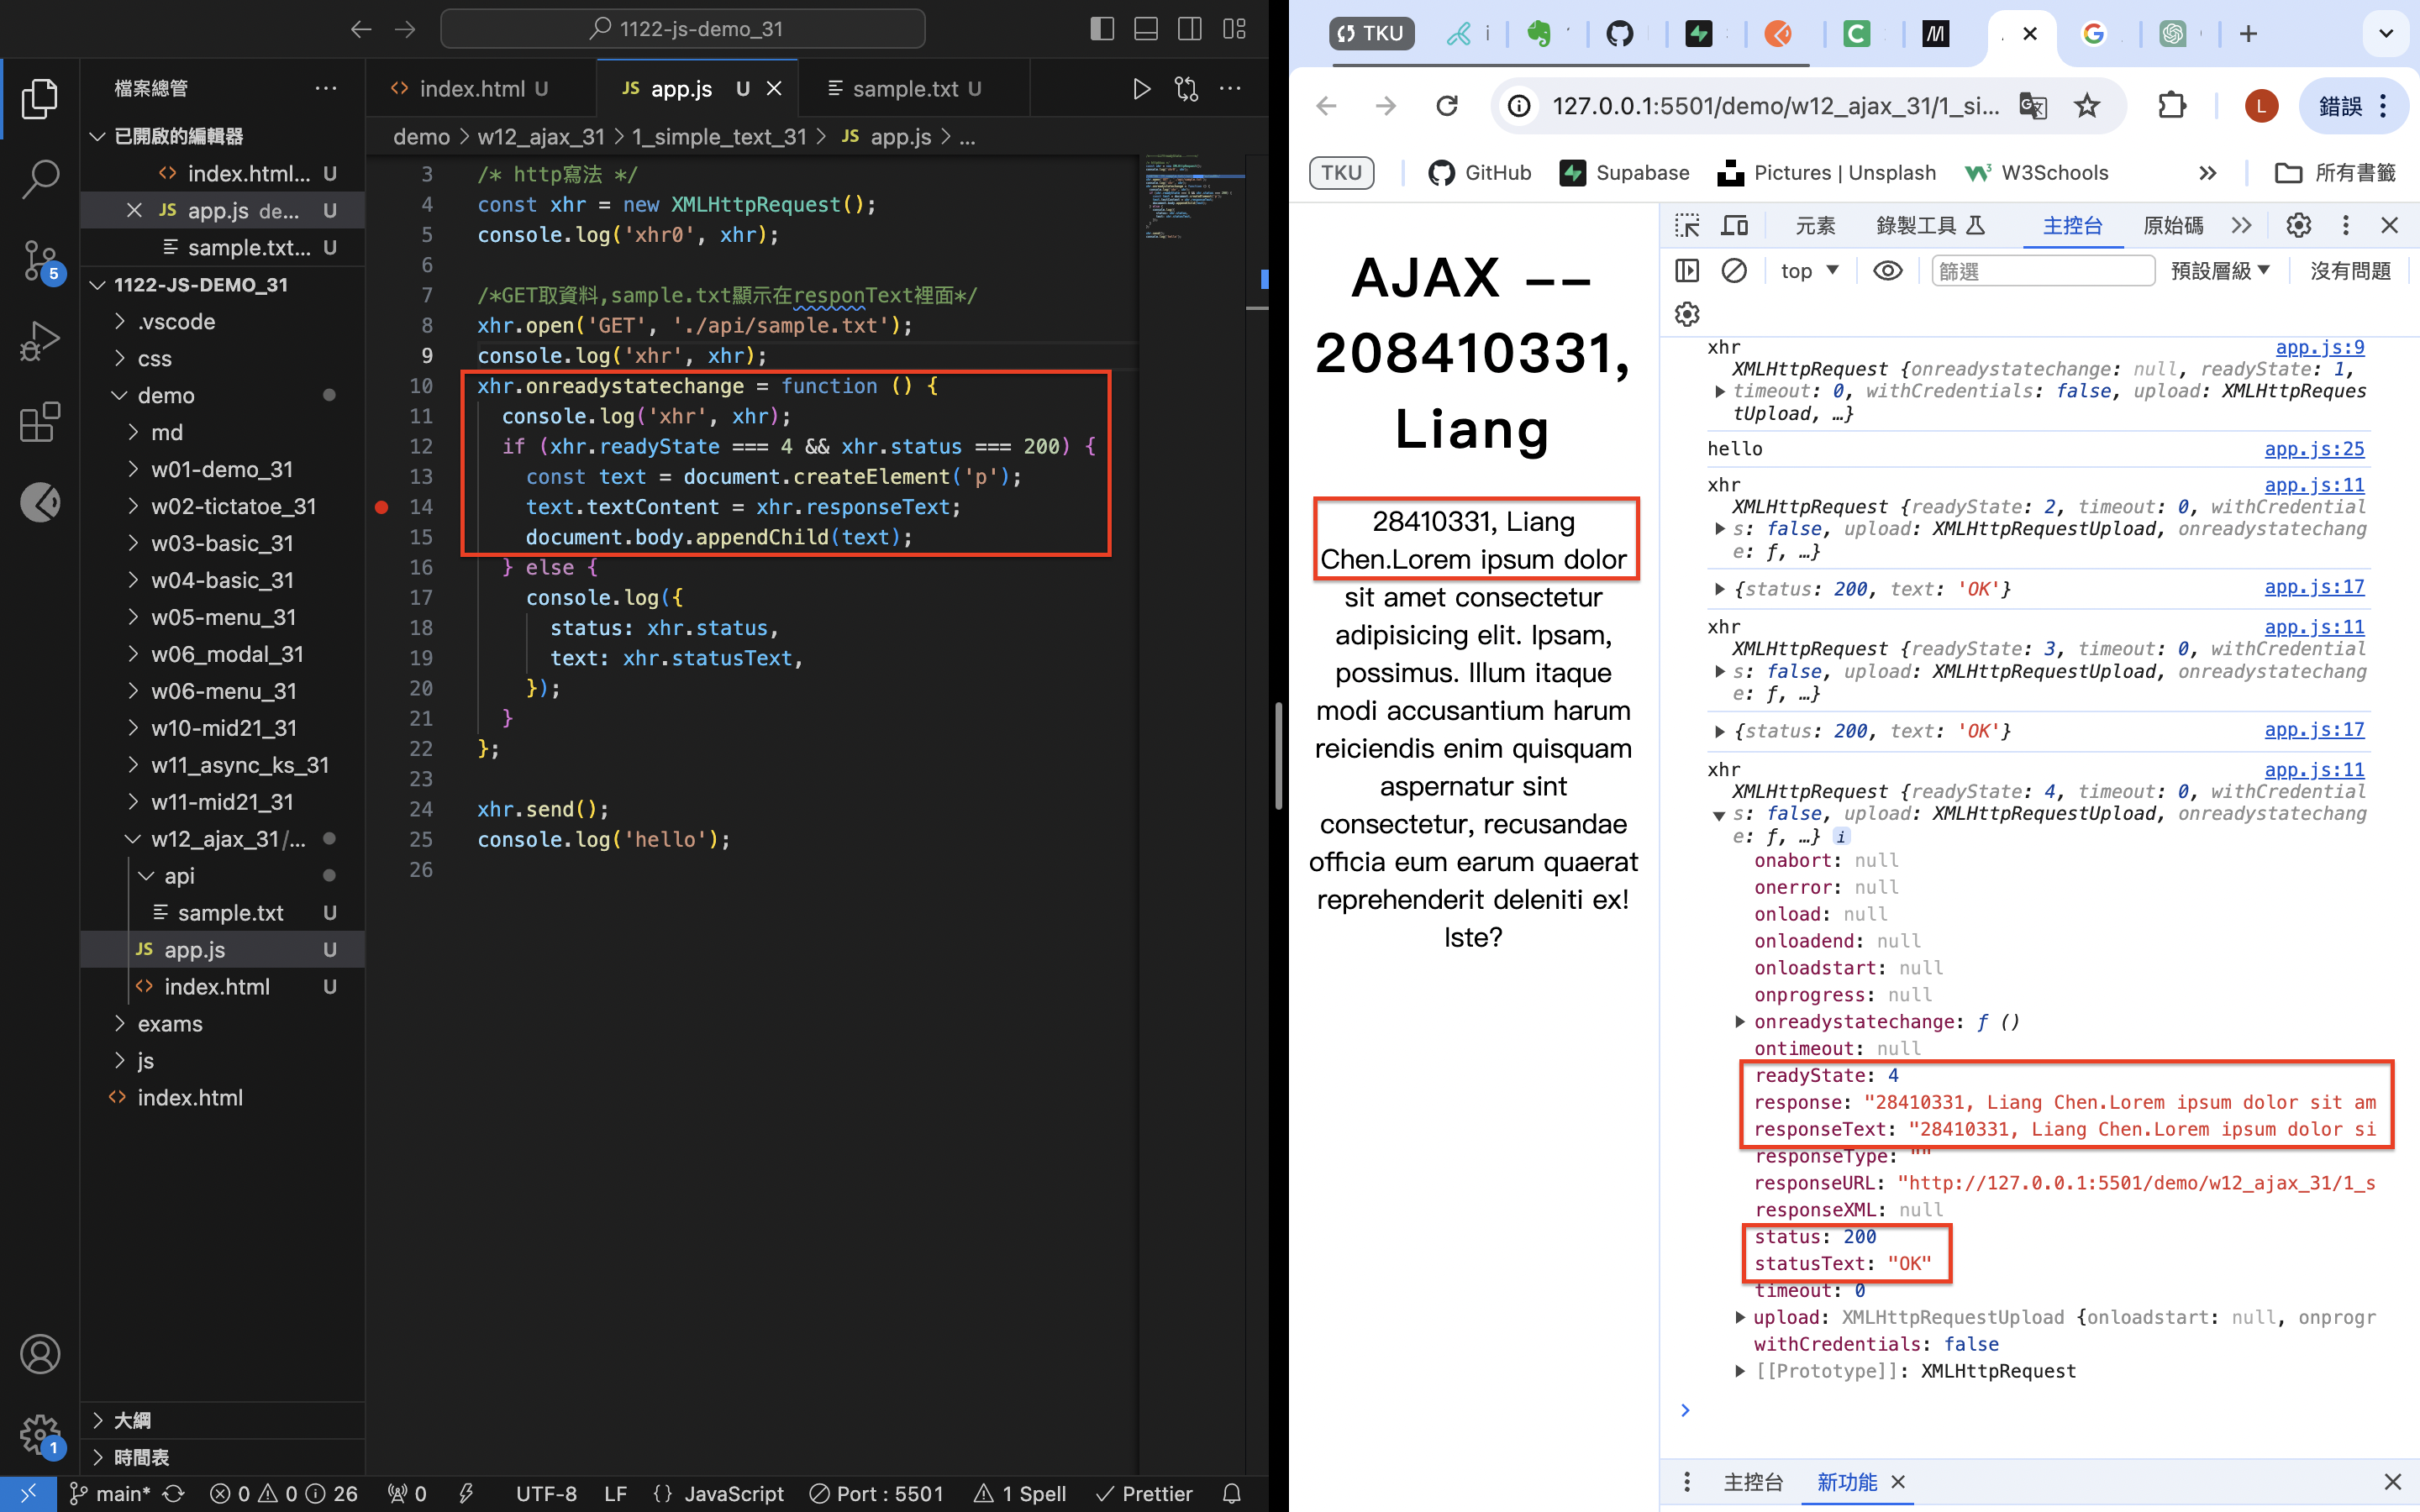 1122-js-demo_31
檔案總管
已開啟的編輯器
index.html... U
app.js de... U
sample.txt... U
1122-JS-DEMO_31
.vscode
css
demo
md
w01-demo_31
w02-tictatoe_31
w03-basic_31
w04-basic_31
w05-menu_31
w06_modal_31
w06-menu_31
w10-mid21_31
w11_async_ks_31
w11-mid21_31
w12_ajax_31/...
api
sample.txt U
JS app.js U
index.html U
exams
js
index.html
大綱
時間表
5
1
index.html U
JS app.js U
sample.txt U
demo > w12_ajax_31 > 1_simple_text_31 > JS app.js > ...
3 /* http寫法 */
4 const xhr = new XMLHttpRequest();
5 console.log('xhr0', xhr);
6
7 /*GET取資料,sample.txt顯示在responText裡面*/
8 xhr.open('GET', './api/sample.txt');
9 console.log('xhr', xhr);
10 xhr.onreadystatechange = function () {
11 console.log('xhr', xhr);
12 if (xhr.readyState === 4 && xhr.status === 200) {
13 const text = document.createElement('p');
14 text.textContent = xhr.responseText;
15 document.body.appendChild(text);
16 } else {
17 console.log({
18 status: xhr.status,
19 text: xhr.statusText,
20 });
21 }
22 };
23
24 xhr.send();
25 console.log('hello');
26
main* 0 0 26 0 UTF-8 LF {} JavaScript Port : 5501 1 Spell Prettier
TKU
127.0.0.1:5501/demo/w12_ajax_31/1_si...
L
錯誤
TKU GitHub Supabase Pictures | Unsplash W3Schools » 所有書籤
AJAX --
208410331,
Liang
28410331, Liang
Chen.Lorem ipsum dolor
sit amet consectetur
adipisicing elit. Ipsam,
possimus. Illum itaque
modi accusantium harum
reiciendis enim quisquam
aspernatur sint
consectetur, recusandae
officia eum earum quaerat
reprehenderit deleniti ex!
Iste?
元素 錄製工具 主控台 原始碼 »
top 篩選 預設層級 沒有問題
xhr app.js:9
XMLHttpRequest {onreadystatechange: null, readyState: 1,
timeout: 0, withCredentials: false, upload: XMLHttpReques
tUpload, …}
hello app.js:25
xhr app.js:11
XMLHttpRequest {readyState: 2, timeout: 0, withCredential
s: false, upload: XMLHttpRequestUpload, onreadystatechang
e: ƒ, …}
{status: 200, text: 'OK'} app.js:17
xhr app.js:11
XMLHttpRequest {readyState: 3, timeout: 0, withCredential
s: false, upload: XMLHttpRequestUpload, onreadystatechang
e: ƒ, …}
{status: 200, text: 'OK'} app.js:17
xhr app.js:11
XMLHttpRequest {readyState: 4, timeout: 0, withCredential
s: false, upload: XMLHttpRequestUpload, onreadystatechang
e: ƒ, …} i
onabort: null
onerror: null
onload: null
onloadend: null
onloadstart: null
onprogress: null
onreadystatechange: ƒ ()
ontimeout: null
readyState: 4
response: "28410331, Liang Chen.Lorem ipsum dolor sit am
responseText: "28410331, Liang Chen.Lorem ipsum dolor si
responseType: ""
responseURL: "http://127.0.0.1:5501/demo/w12_ajax_31/1_s
responseXML: null
status: 200
statusText: "OK"
timeout: 0
upload: XMLHttpRequestUpload {onloadstart: null, onprogr
withCredentials: false
[[Prototype]]: XMLHttpRequest
主控台 新功能